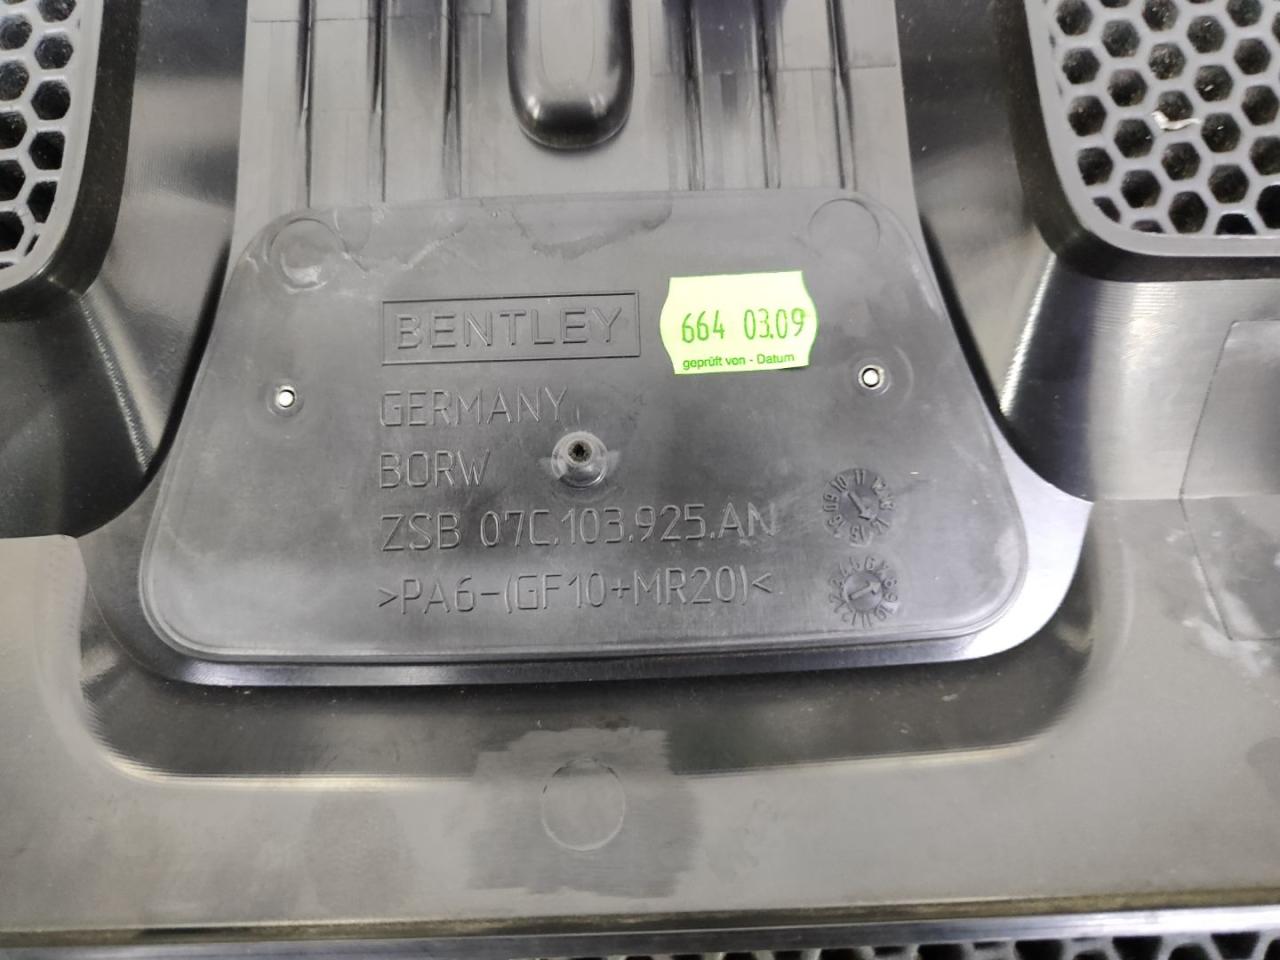 BENTLEY
664 03.09
geprüft von - Datum
GERMANY
BORW
ZSB 07C.103.925.AN
>PA6-(GF10+MR20)<